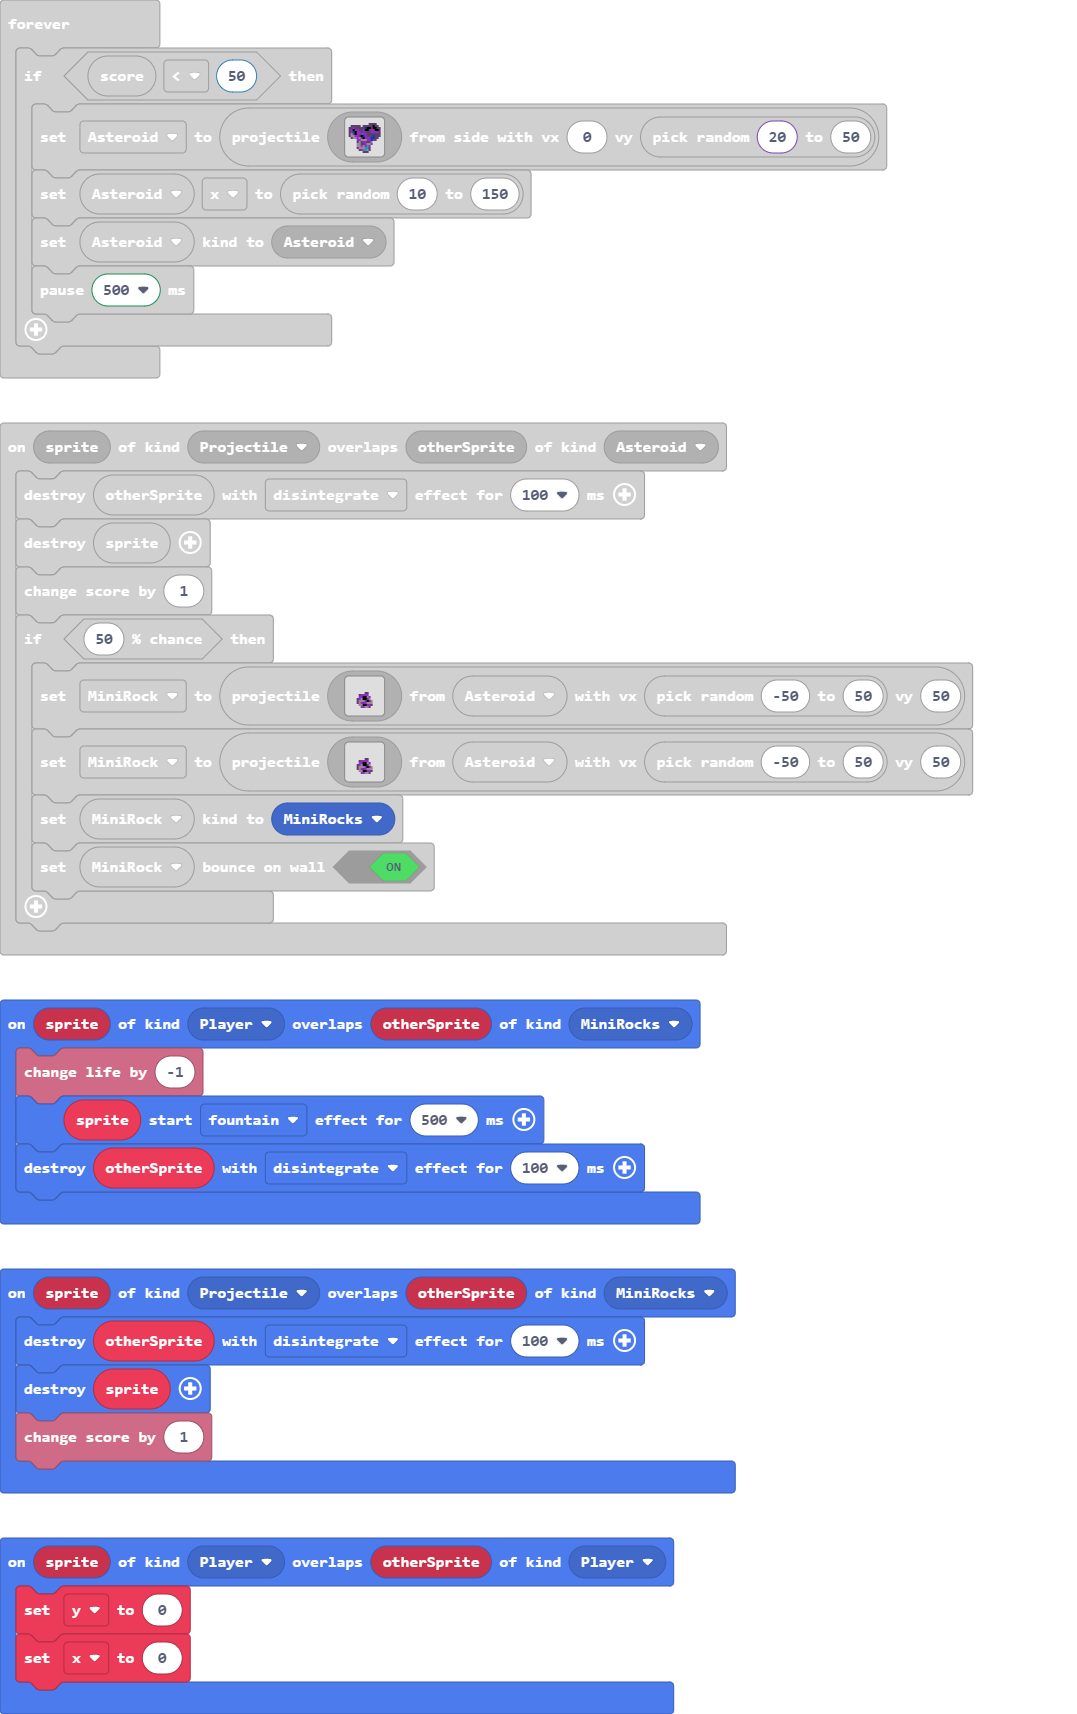 forever
if score < 50 then
set Asteroid to projectile from side with vx 0 vy pick random 20 to 50
set Asteroid x to pick random 10 to 150
set Asteroid kind to Asteroid
pause 500 ms
on sprite of kind Projectile overlaps otherSprite of kind Asteroid
destroy otherSprite with disintegrate effect for 100 ms
destroy sprite
change score by 1
if 50 % chance then
set MiniRock to projectile from Asteroid with vx pick random -50 to 50 vy 50
set MiniRock to projectile from Asteroid with vx pick random -50 to 50 vy 50
set MiniRock kind to MiniRocks
set MiniRock bounce on wall ON
on sprite of kind Player overlaps otherSprite of kind MiniRocks
change life by -1
sprite start fountain effect for 500 ms
destroy otherSprite with disintegrate effect for 100 ms
on sprite of kind Projectile overlaps otherSprite of kind MiniRocks
destroy otherSprite with disintegrate effect for 100 ms
destroy sprite
change score by 1
on sprite of kind Player overlaps otherSprite of kind Player
set y to 0
set x to 0